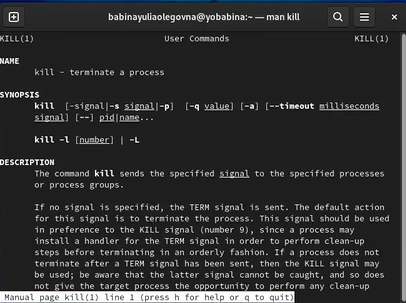 babinayuliaolegovna@yobabina:~ — man kill
KILL(1) User Commands KILL(1)
NAME
kill - terminate a process
SYNOPSIS
kill [-signal|-s signal|-p] [-q value] [-a] [--timeout milliseconds
signal] [--] pid|name...
kill -l [number] | -L
DESCRIPTION
The command kill sends the specified signal to the specified processes
or process groups.
If no signal is specified, the TERM signal is sent. The default action
for this signal is to terminate the process. This signal should be used
in preference to the KILL signal (number 9), since a process may
install a handler for the TERM signal in order to perform clean-up
steps before terminating in an orderly fashion. If a process does not
terminate after a TERM signal has been sent, then the KILL signal may
be used; be aware that the latter signal cannot be caught, and so does
not give the target process the opportunity to perform any clean-up
Manual page kill(1) line 1 (press h for help or q to quit)